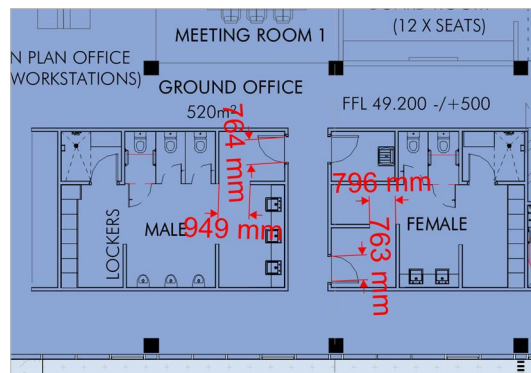 (12 X SEATS)
MEETING ROOM 1
N PLAN OFFICE
WORKSTATIONS)
GROUND OFFICE
520m²
FFL 49.200 -/+500
764 mm
796 mm
LOCKERS
MALE
949 mm
763 mm
FEMALE